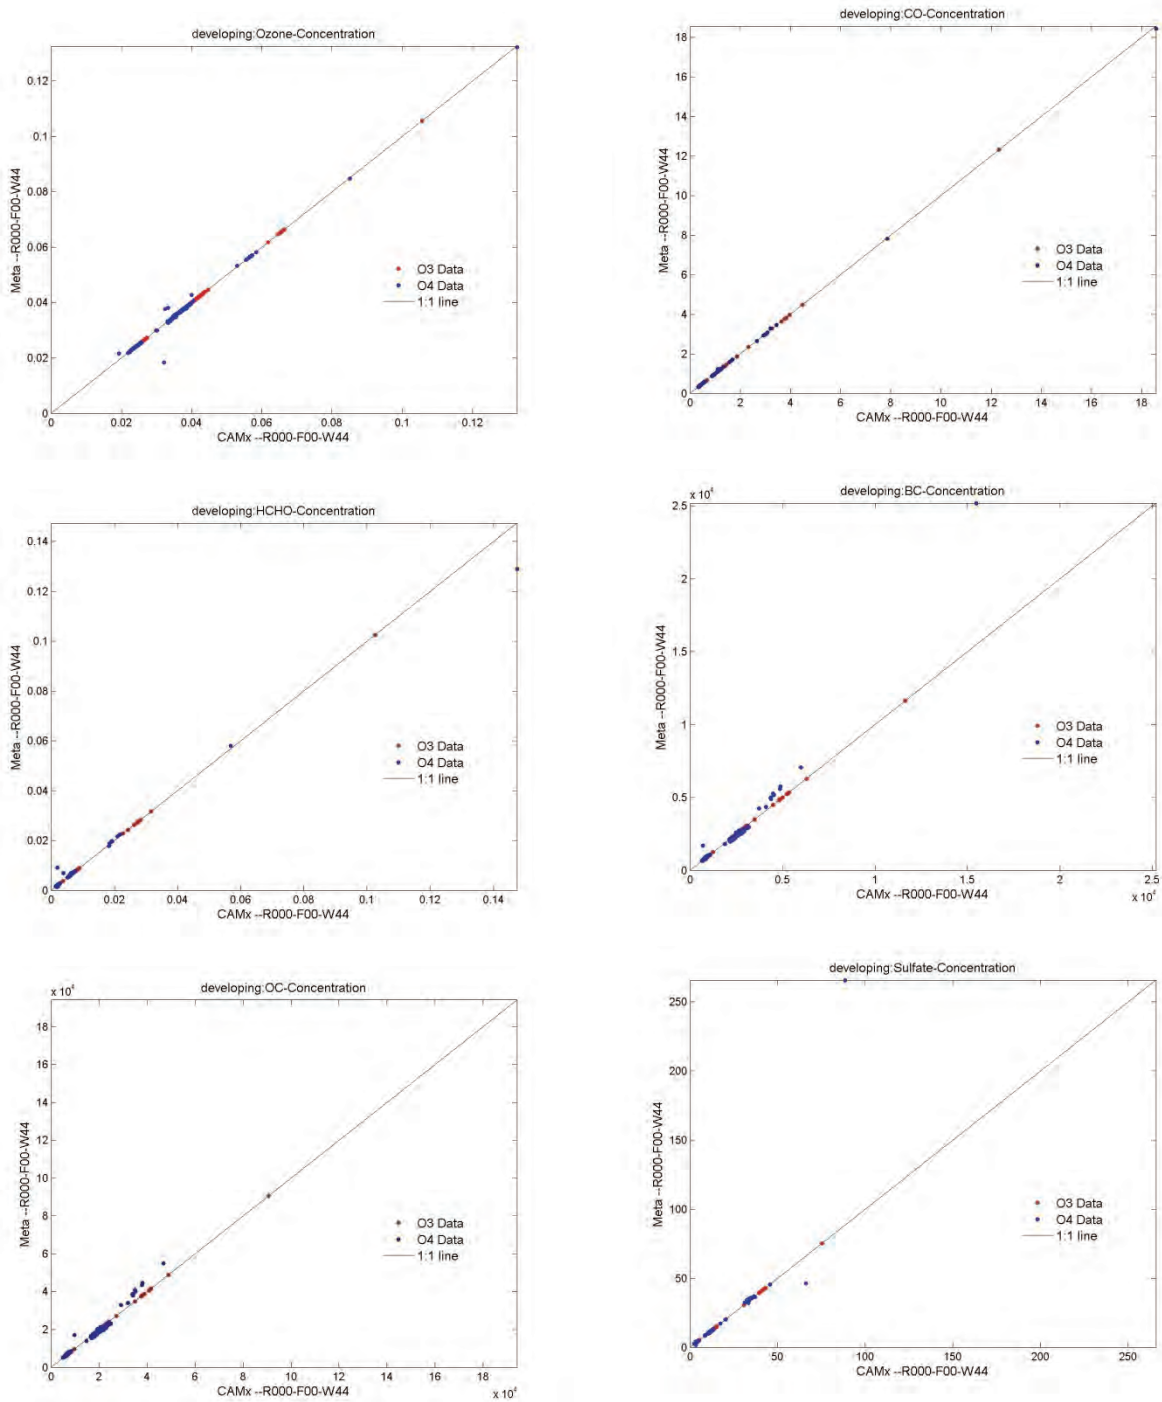 developing:Ozone-Concentration
0.12
0.1
0.08
0.06
0.04
0.02
0
Meta --R000-F00-W44
O3 Data
O4 Data
1:1 line
0 0.02 0.04 0.06 0.08 0.1 0.12
CAMx --R000-F00-W44
developing:CO-Concentration
18
16
14
12
10
8
6
4
2
0
Meta --R000-F00-W44
O3 Data
O4 Data
1:1 line
0 2 4 6 8 10 12 14 16 18
CAMx --R000-F00-W44
developing:HCHO-Concentration
0.14
0.12
0.1
0.08
0.06
0.04
0.02
0
Meta --R000-F00-W44
O3 Data
O4 Data
1:1 line
0 0.02 0.04 0.06 0.08 0.1 0.12 0.14
CAMx --R000-F00-W44
developing:BC-Concentration
x 10⁴
2.5
2
1.5
1
0.5
0
Meta --R000-F00-W44
O3 Data
O4 Data
1:1 line
0 0.5 1 1.5 2 2.5
CAMx --R000-F00-W44
x 10⁴
developing:OC-Concentration
x 10⁴
18
16
14
12
10
8
6
4
2
0
Meta --R000-F00-W44
O3 Data
O4 Data
1:1 line
0 2 4 6 8 10 12 14 16 18
CAMx --R000-F00-W44
x 10⁴
developing:Sulfate-Concentration
250
200
150
100
50
0
Meta --R000-F00-W44
O3 Data
O4 Data
1:1 line
0 50 100 150 200 250
CAMx --R000-F00-W44